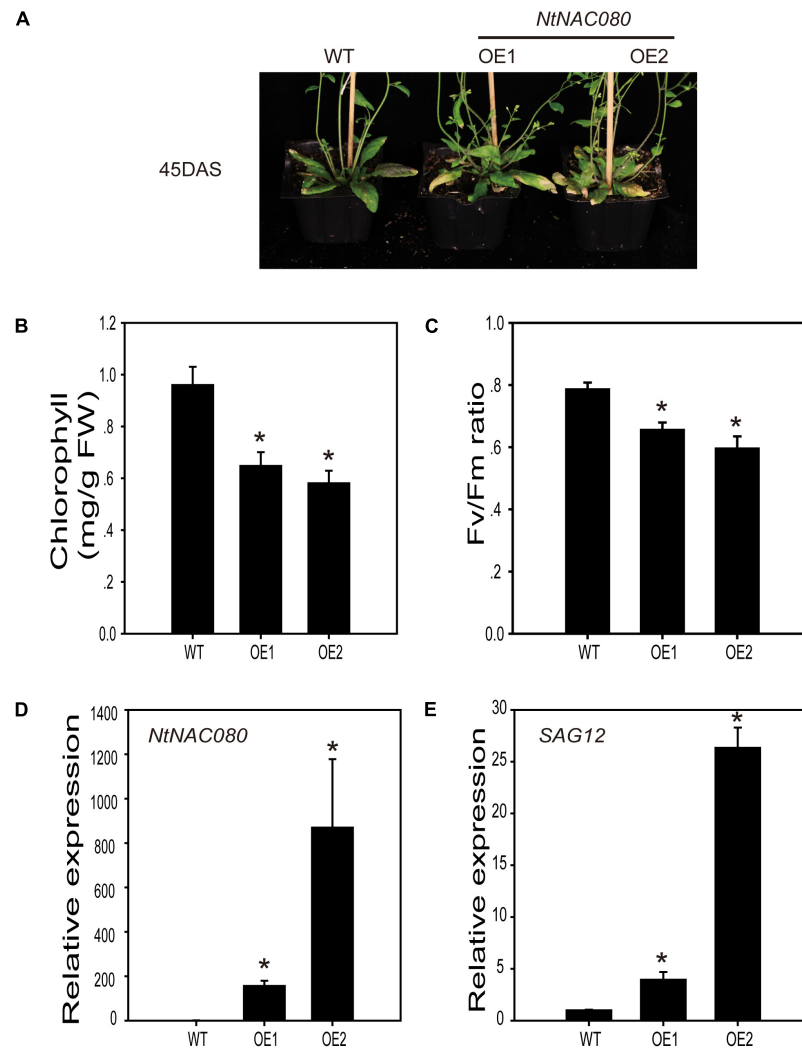 A
NtNAC080
WT OE1 OE2
45DAS
B
1.2
1.0
.8
.6
.4
.2
0.0
Chlorophyll
(mg/g FW)
*
*
WT OE1 OE2
C
1.0
.8
.6
.4
.2
0.0
Fv/Fm ratio
*
*
WT OE1 OE2
D
1400
1200
1000
800
600
400
200
0
Relative expression
NtNAC080
*
*
WT OE1 OE2
E
30
25
20
15
10
5
0
Relative expression
SAG12
*
*
WT OE1 OE2